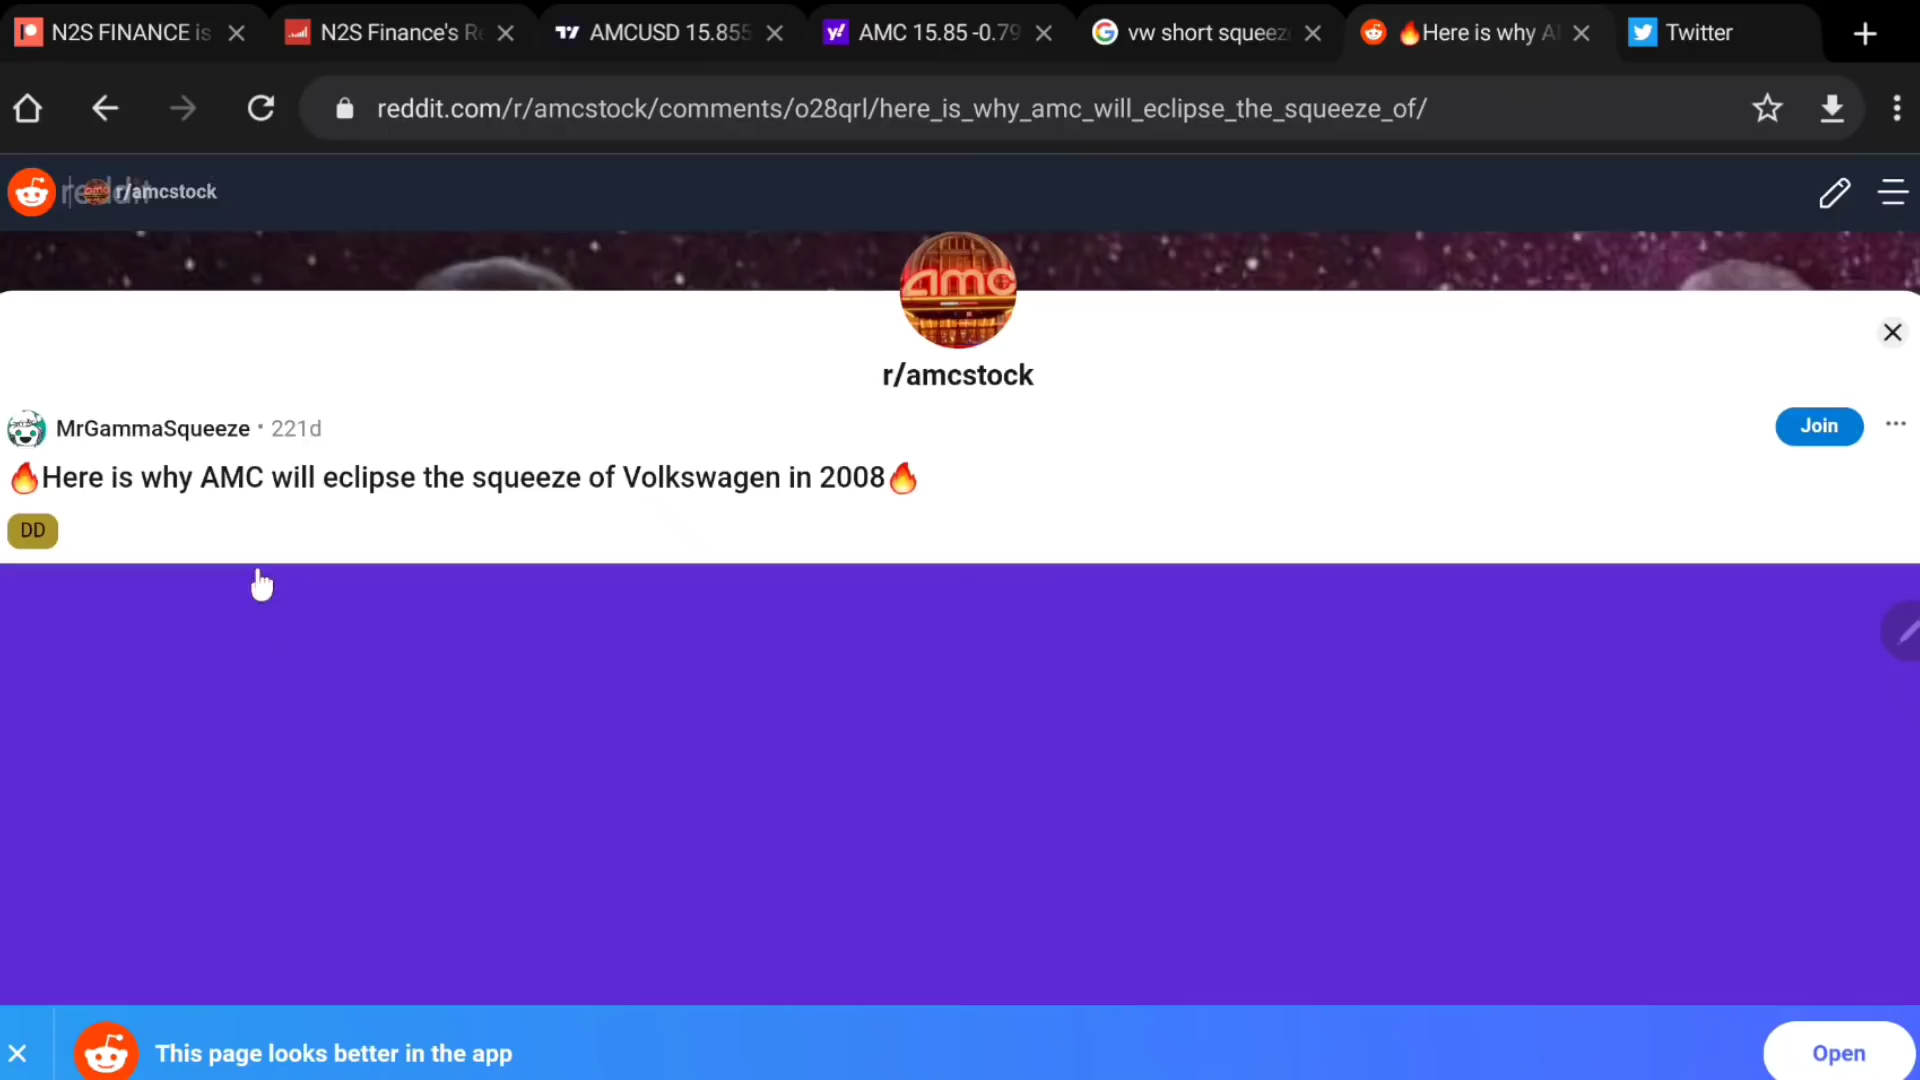 N2S FINANCE is
N2S Finance's R
AMCUSD 15.855
AMC 15.85 -0.79
vw short squeez
🔥Here is why A
Twitter
reddit.com/r/amcstock/comments/o28qrl/here_is_why_amc_will_eclipse_the_squeeze_of/
reddit
r/amcstock
amc
r/amcstock
MrGammaSqueeze • 221d
Join
🔥Here is why AMC will eclipse the squeeze of Volkswagen in 2008🔥
DD
This page looks better in the app
Open